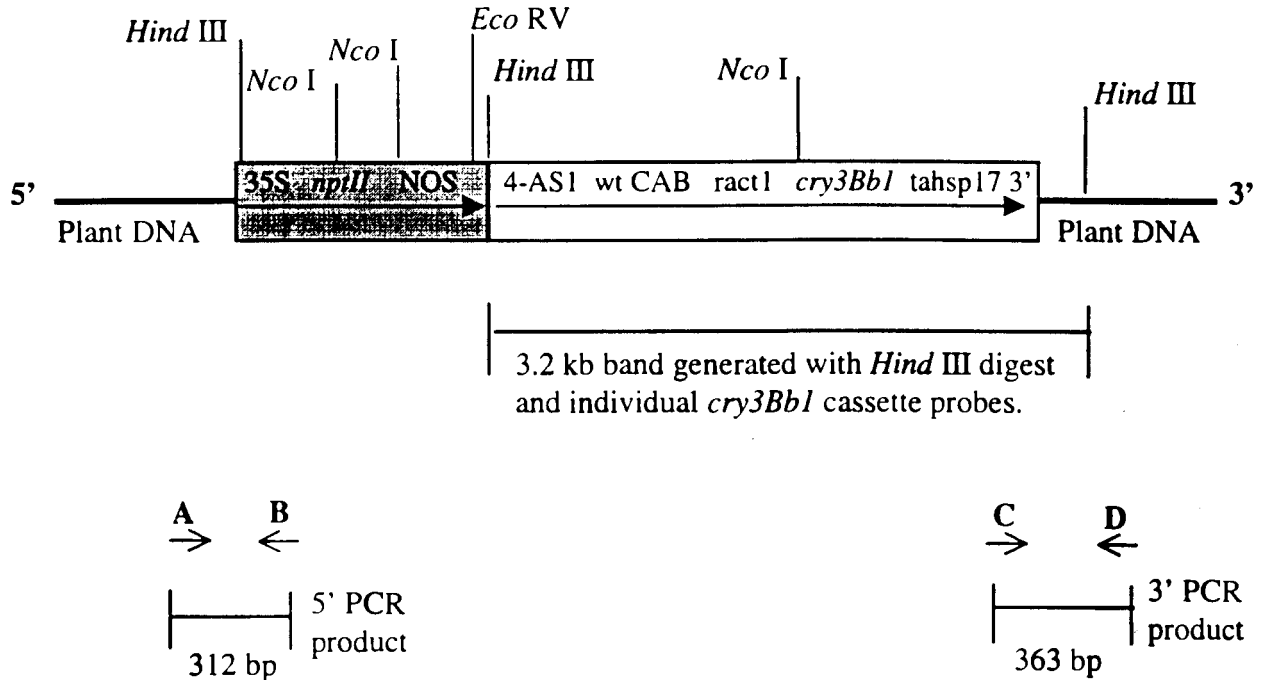 Hind III
Nco I
Nco I
Eco RV
Hind III
Nco I
Hind III
5’
35S nptII NOS
4-AS1 wt CAB ract1 cry3Bb1 tahsp17 3’
3’
Plant DNA
Plant DNA
3.2 kb band generated with Hind III digest
and individual cry3Bb1 cassette probes.
A B
C D
5’ PCR
product
312 bp
3’ PCR
product
363 bp